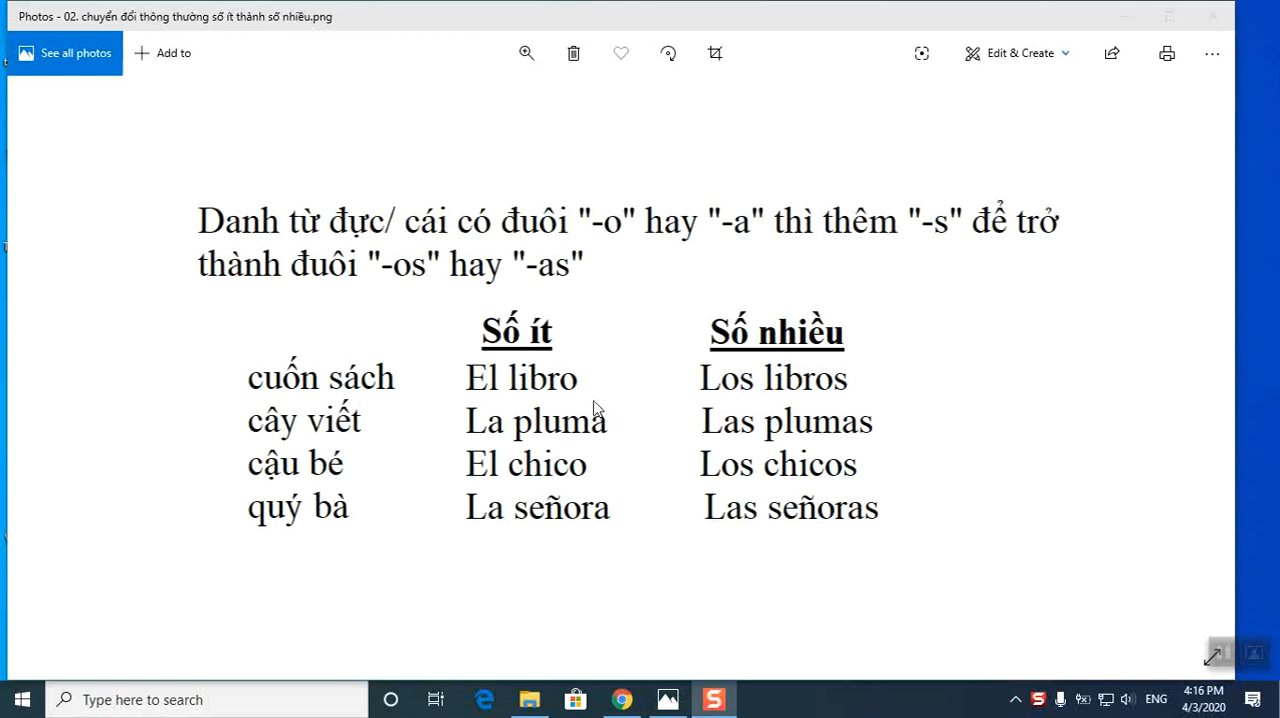 Photos - 02. chuyển đổi thông thường số ít thành số nhiều.png
See all photos
Add to
Edit & Create
Danh từ đực/ cái có đuôi "-o" hay "-a" thì thêm "-s" để trở
thành đuôi "-os" hay "-as"
Số ít Số nhiều
cuốn sách El libro Los libros
cây viết La pluma Las plumas
cậu bé El chico Los chicos
quý bà La señora Las señoras
Type here to search
ENG
4:16 PM
4/3/2020